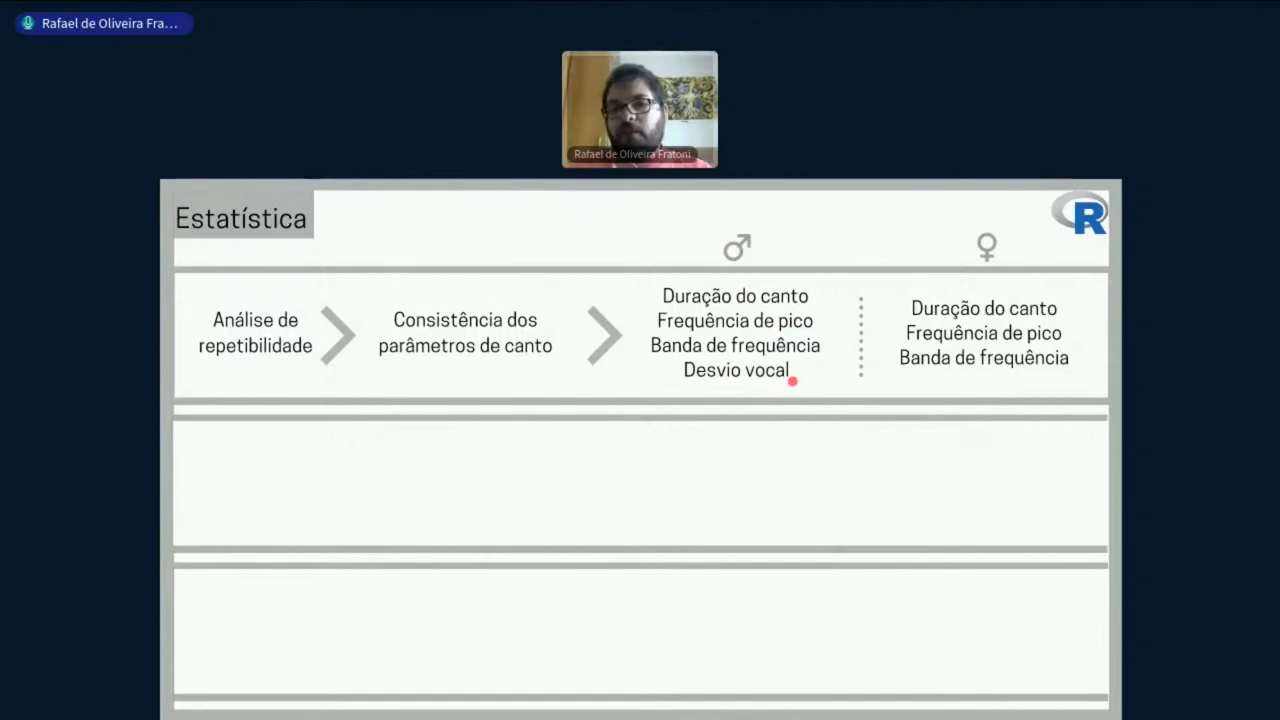 Rafael de Oliveira Fra...
Rafael de Oliveira Fratoni
Estatística
R
♂
♀
Análise de
repetibilidade
Consistência dos
parâmetros de canto
Duração do canto
Frequência de pico
Banda de frequência
Desvio vocal
Duração do canto
Frequência de pico
Banda de frequência